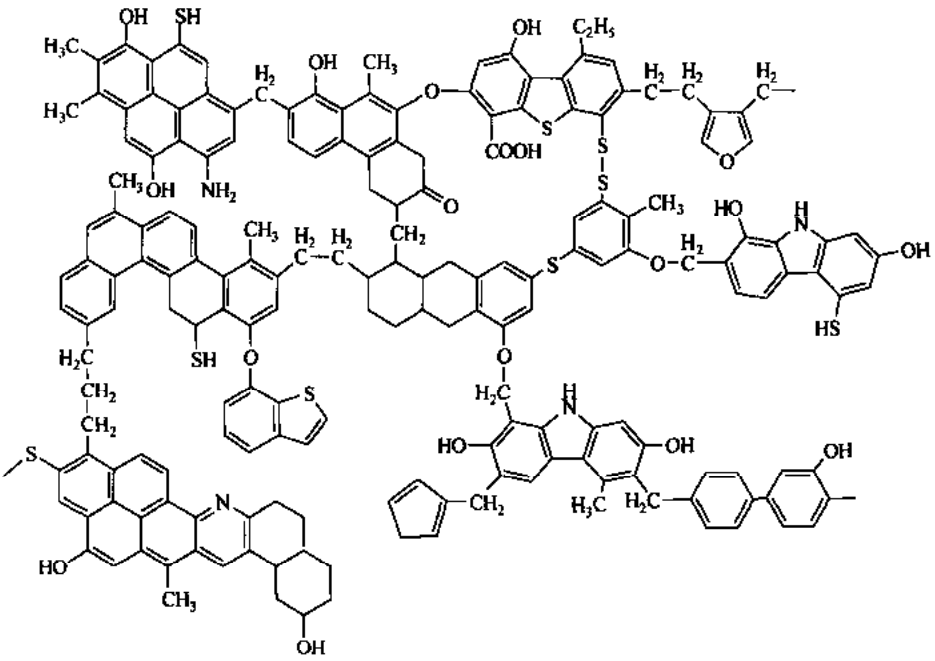 OH SH
H₃C
H₃C
H₂
C
OH
CH₃
O
OH
C₂H₅
COOH
S
H₂ H₂
C C
H₂
C
O
S
S
OH NH₂
CH₃
O
CH₂
CH₃
HO
H
N
OH
HS
CH₃
H₂ H₂
C C
S
O
H₂
C
SH O
S
H₂C
CH₂
CH₂
O
H₂C
H
N
HO
OH
CH₂
H₃C
H₂C
OH
S
N
HO
CH₃
OH